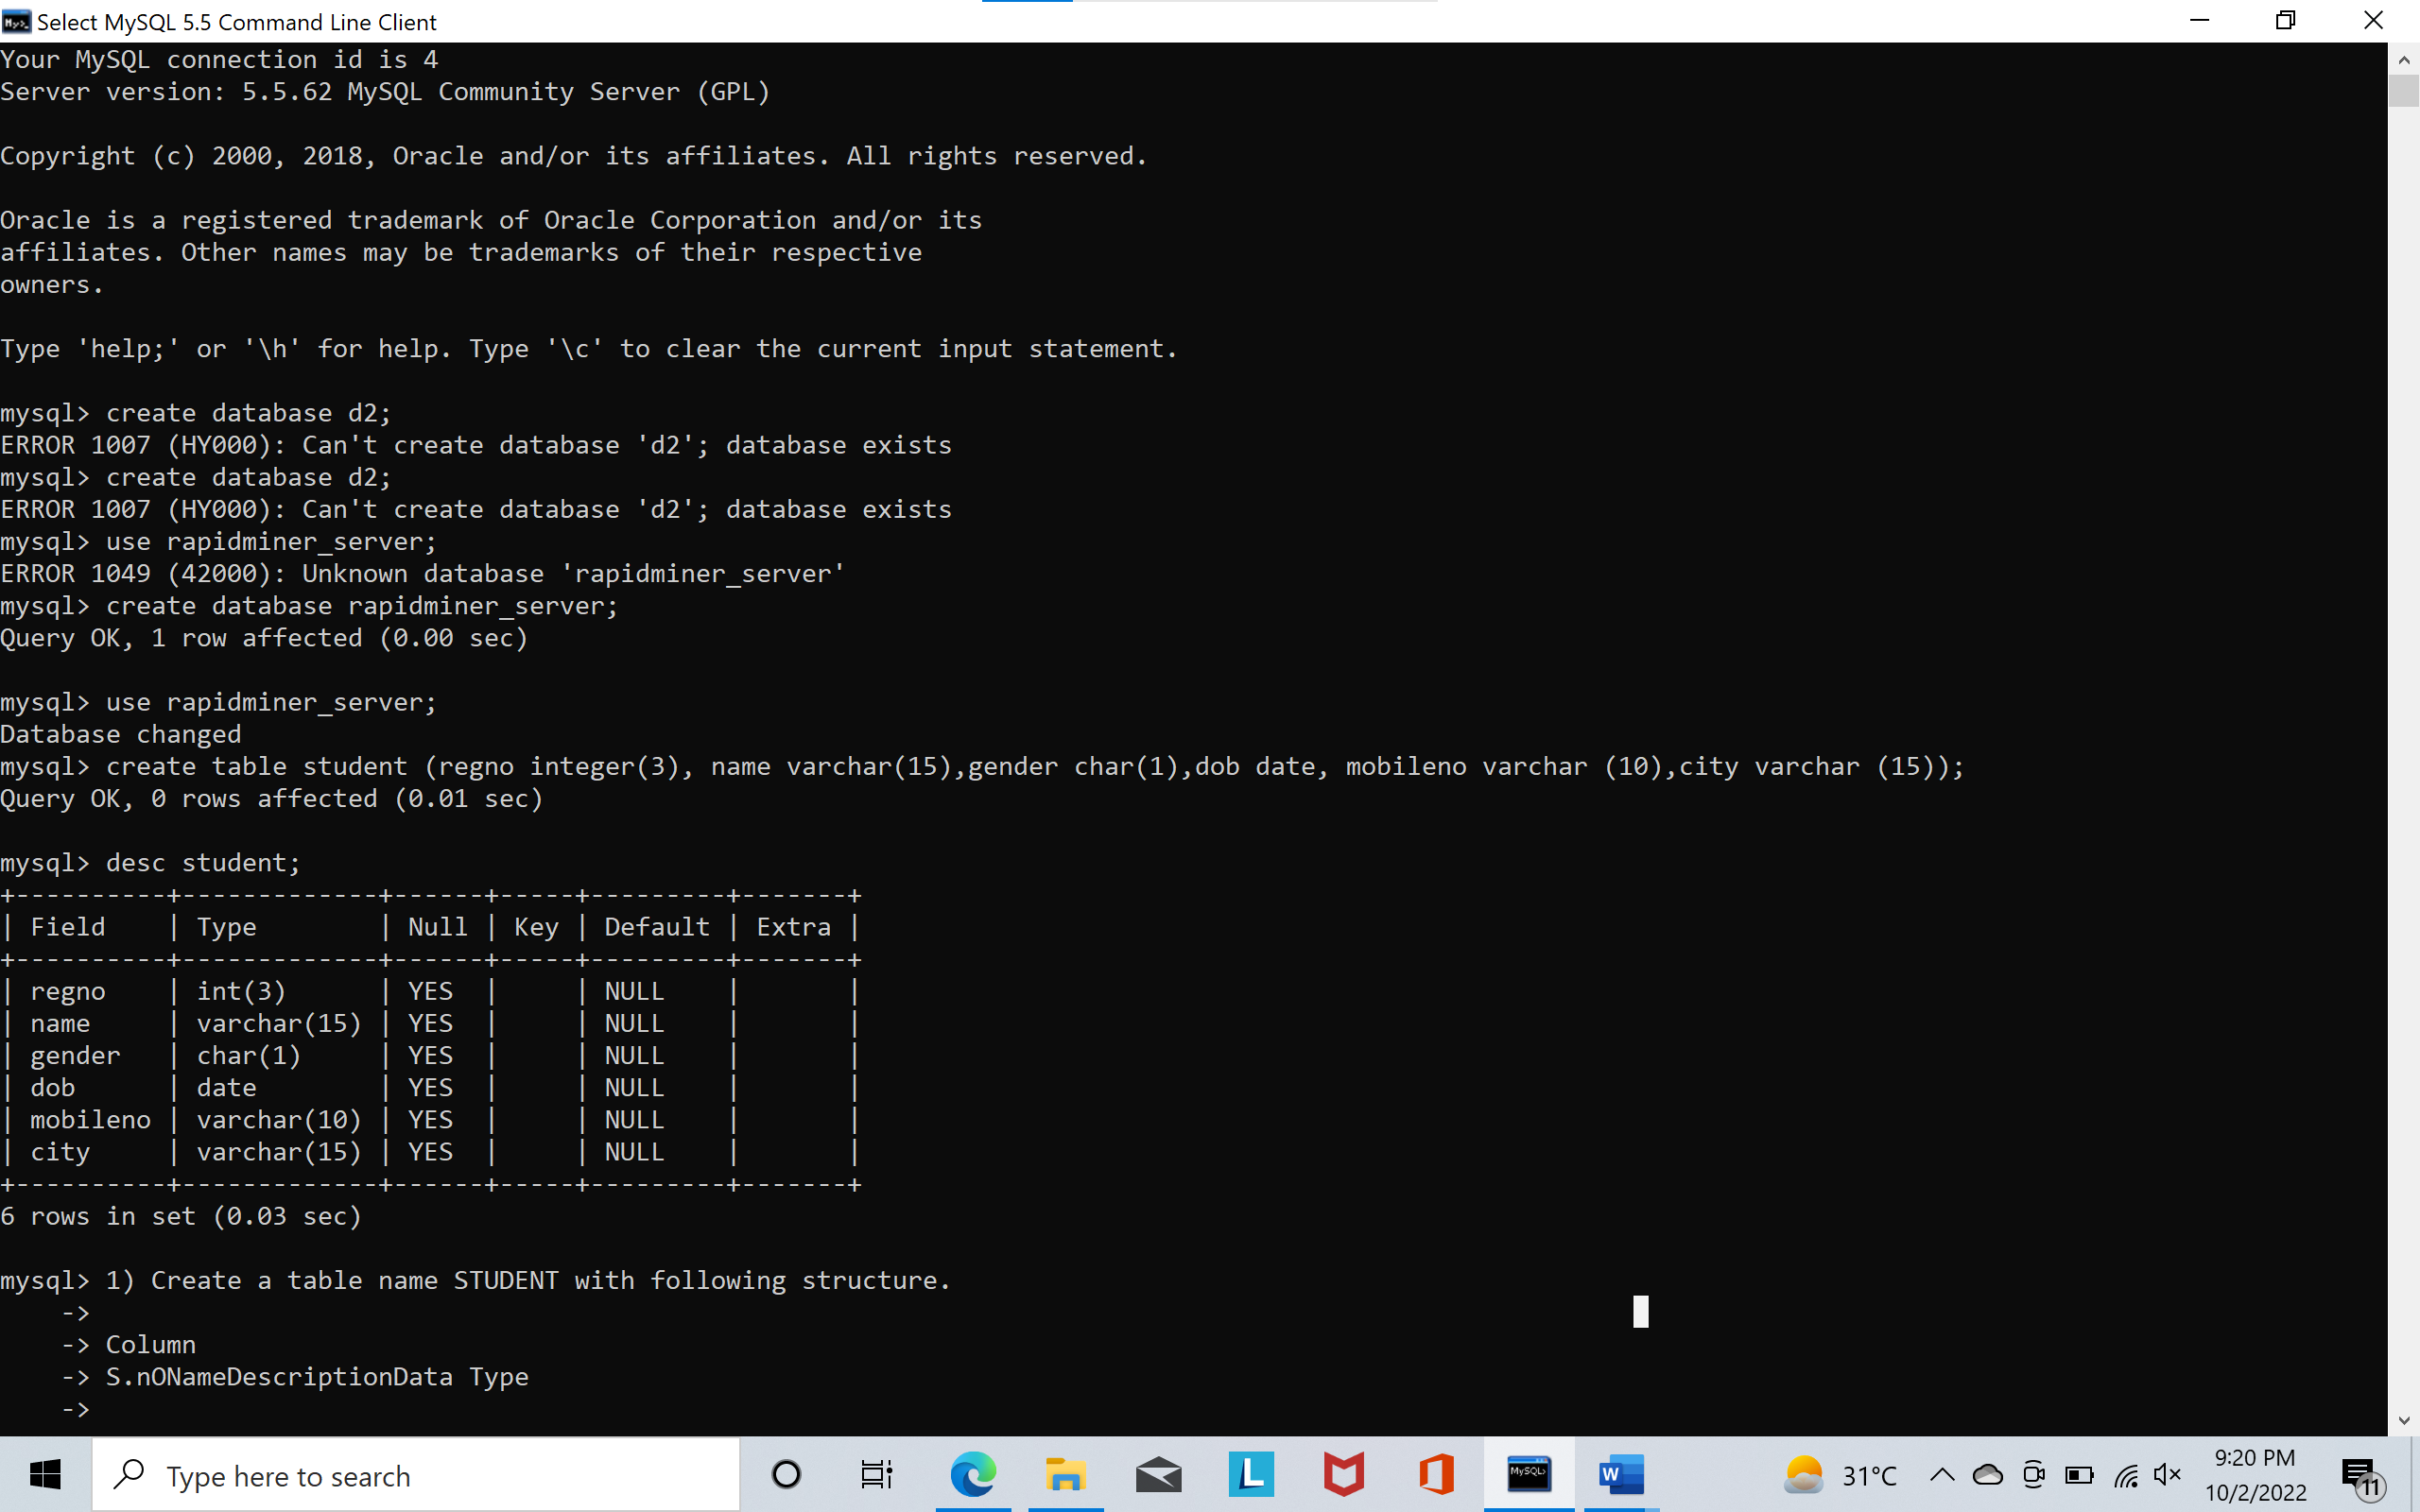 Select MySQL 5.5 Command Line Client
Your MySQL connection id is 4
Server version: 5.5.62 MySQL Community Server (GPL)
Copyright (c) 2000, 2018, Oracle and/or its affiliates. All rights reserved.
Oracle is a registered trademark of Oracle Corporation and/or its
affiliates. Other names may be trademarks of their respective
owners.
Type 'help;' or '\h' for help. Type '\c' to clear the current input statement.
mysql> create database d2;
ERROR 1007 (HY000): Can't create database 'd2'; database exists
mysql> create database d2;
ERROR 1007 (HY000): Can't create database 'd2'; database exists
mysql> use rapidminer_server;
ERROR 1049 (42000): Unknown database 'rapidminer_server'
mysql> create database rapidminer_server;
Query OK, 1 row affected (0.00 sec)
mysql> use rapidminer_server;
Database changed
mysql> create table student (regno integer(3), name varchar(15),gender char(1),dob date, mobileno varchar (10),city varchar (15));
Query OK, 0 rows affected (0.01 sec)
mysql> desc student;
+----------+-------------+------+-----+---------+-------+
| Field    | Type        | Null | Key | Default | Extra |
+----------+-------------+------+-----+---------+-------+
| regno    | int(3)      | YES  |     | NULL    |       |
| name     | varchar(15) | YES  |     | NULL    |       |
| gender   | char(1)     | YES  |     | NULL    |       |
| dob      | date        | YES  |     | NULL    |       |
| mobileno | varchar(10) | YES  |     | NULL    |       |
| city     | varchar(15) | YES  |     | NULL    |       |
+----------+-------------+------+-----+---------+-------+
6 rows in set (0.03 sec)
mysql> 1) Create a table name STUDENT with following structure.
    ->
    -> Column
    -> S.nONameDescriptionData Type
    ->
Type here to search
L
MySQL>
W
31°C
9:20 PM
10/2/2022
11